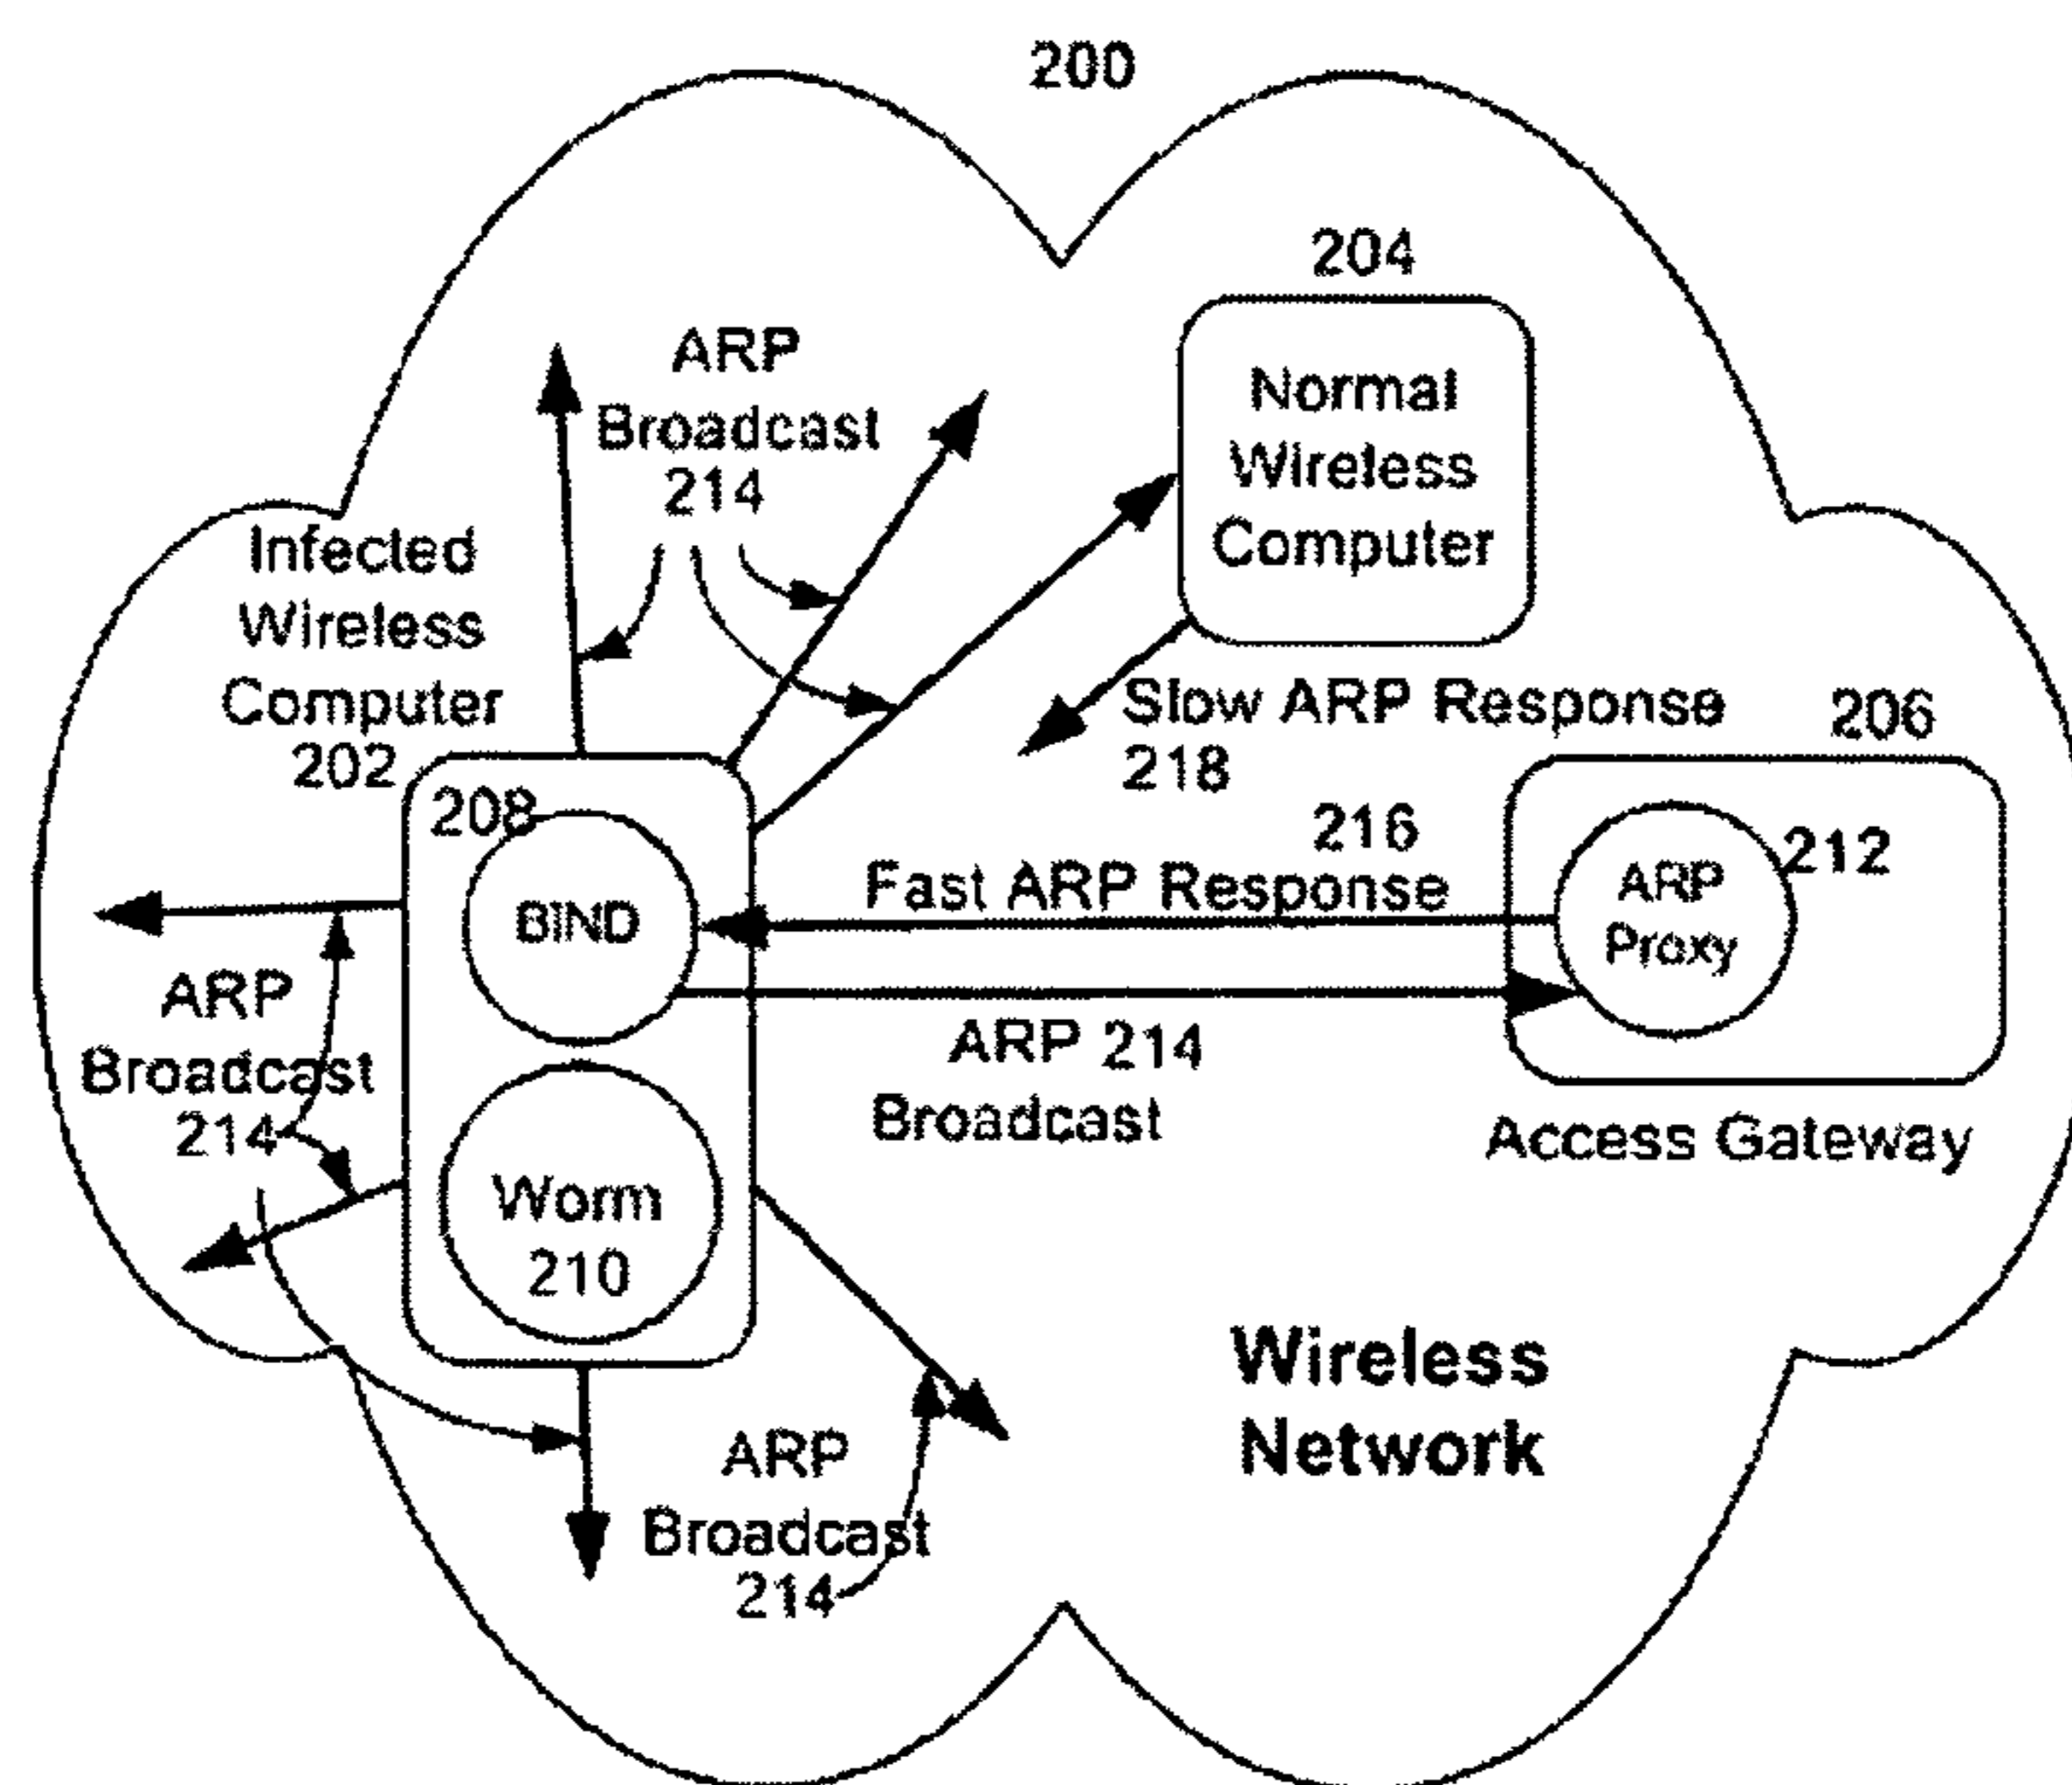 200
204
Normal
Wireless
Computer
ARP
Broadcast
214
Infected
Wireless
Computer
202
Slow ARP Response
218
206
208
BIND
216
Fast ARP Response
212
ARP
Proxy
ARP
Broadcast
214
ARP 214
Broadcast
Access Gateway
Worm
210
Wireless
Network
ARP
Broadcast
214